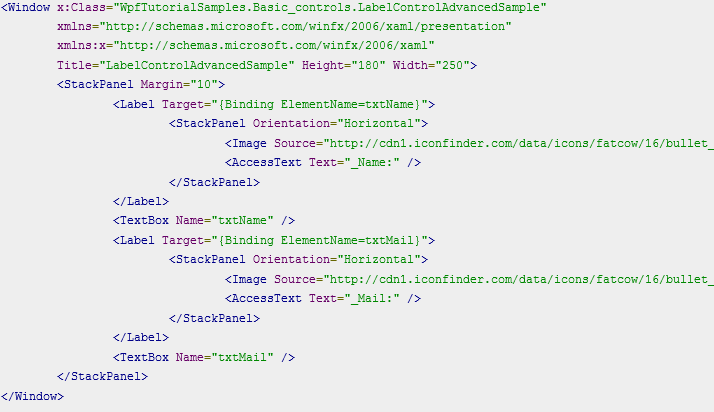 <Window x:Class="WpfTutorialSamples.Basic_controls.LabelControlAdvancedSample"
xmlns="http://schemas.microsoft.com/winfx/2006/xaml/presentation"
xmlns:x="http://schemas.microsoft.com/winfx/2006/xaml"
Title="LabelControlAdvancedSample" Height="180" Width="250">
<StackPanel Margin="10">
<Label Target="{Binding ElementName=txtName}">
<StackPanel Orientation="Horizontal">
<Image Source="http://cdn1.iconfinder.com/data/icons/fatcow/16/bullet_
<AccessText Text="_Name:" />
</StackPanel>
</Label>
<TextBox Name="txtName" />
<Label Target="{Binding ElementName=txtMail}">
<StackPanel Orientation="Horizontal">
<Image Source="http://cdn1.iconfinder.com/data/icons/fatcow/16/bullet_
<AccessText Text="_Mail:" />
</StackPanel>
</Label>
<TextBox Name="txtMail" />
</StackPanel>
</Window>